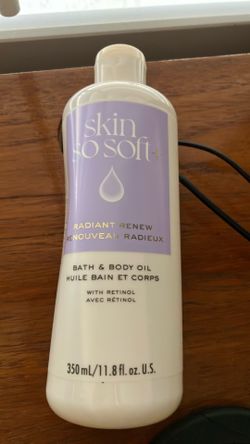 skin
so soft
RADIANT RENEW
RENOUVEAU RADIEUX
BATH & BODY OIL
HUILE BAIN ET CORPS
WITH RETINOL
AVEC RÉTINOL
350 mL/11.8 fl. oz. U.S.